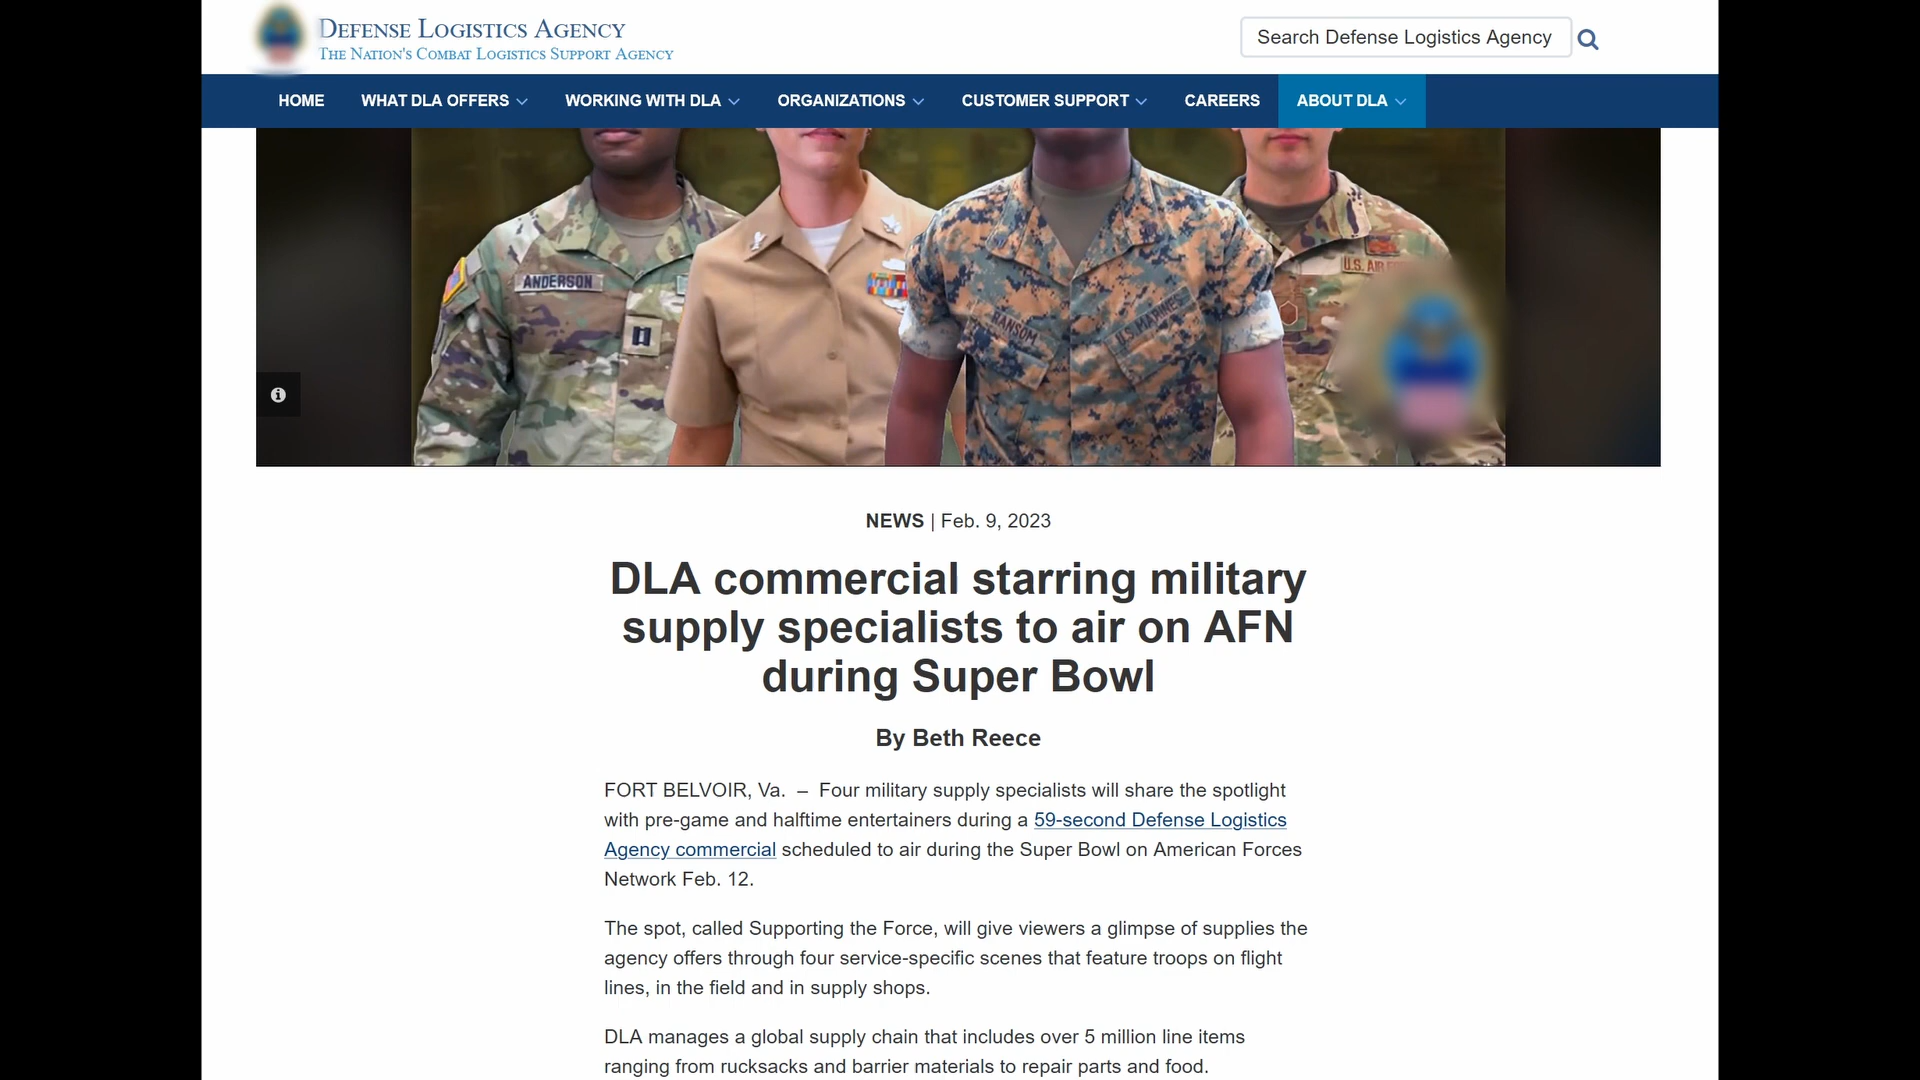 DEFENSE LOGISTICS AGENCY
THE NATION'S COMBAT LOGISTICS SUPPORT AGENCY
Search Defense Logistics Agency
HOME
WHAT DLA OFFERS
WORKING WITH DLA
ORGANIZATIONS
CUSTOMER SUPPORT
CAREERS
ABOUT DLA
ANDERSON
RANSOM
U.S. MARINES
U.S. AIR
NEWS | Feb. 9, 2023
DLA commercial starring military
supply specialists to air on AFN
during Super Bowl
By Beth Reece
FORT BELVOIR, Va. – Four military supply specialists will share the spotlight
with pre-game and halftime entertainers during a 59-second Defense Logistics
Agency commercial scheduled to air during the Super Bowl on American Forces
Network Feb. 12.
The spot, called Supporting the Force, will give viewers a glimpse of supplies the
agency offers through four service-specific scenes that feature troops on flight
lines, in the field and in supply shops.
DLA manages a global supply chain that includes over 5 million line items
ranging from rucksacks and barrier materials to repair parts and food.